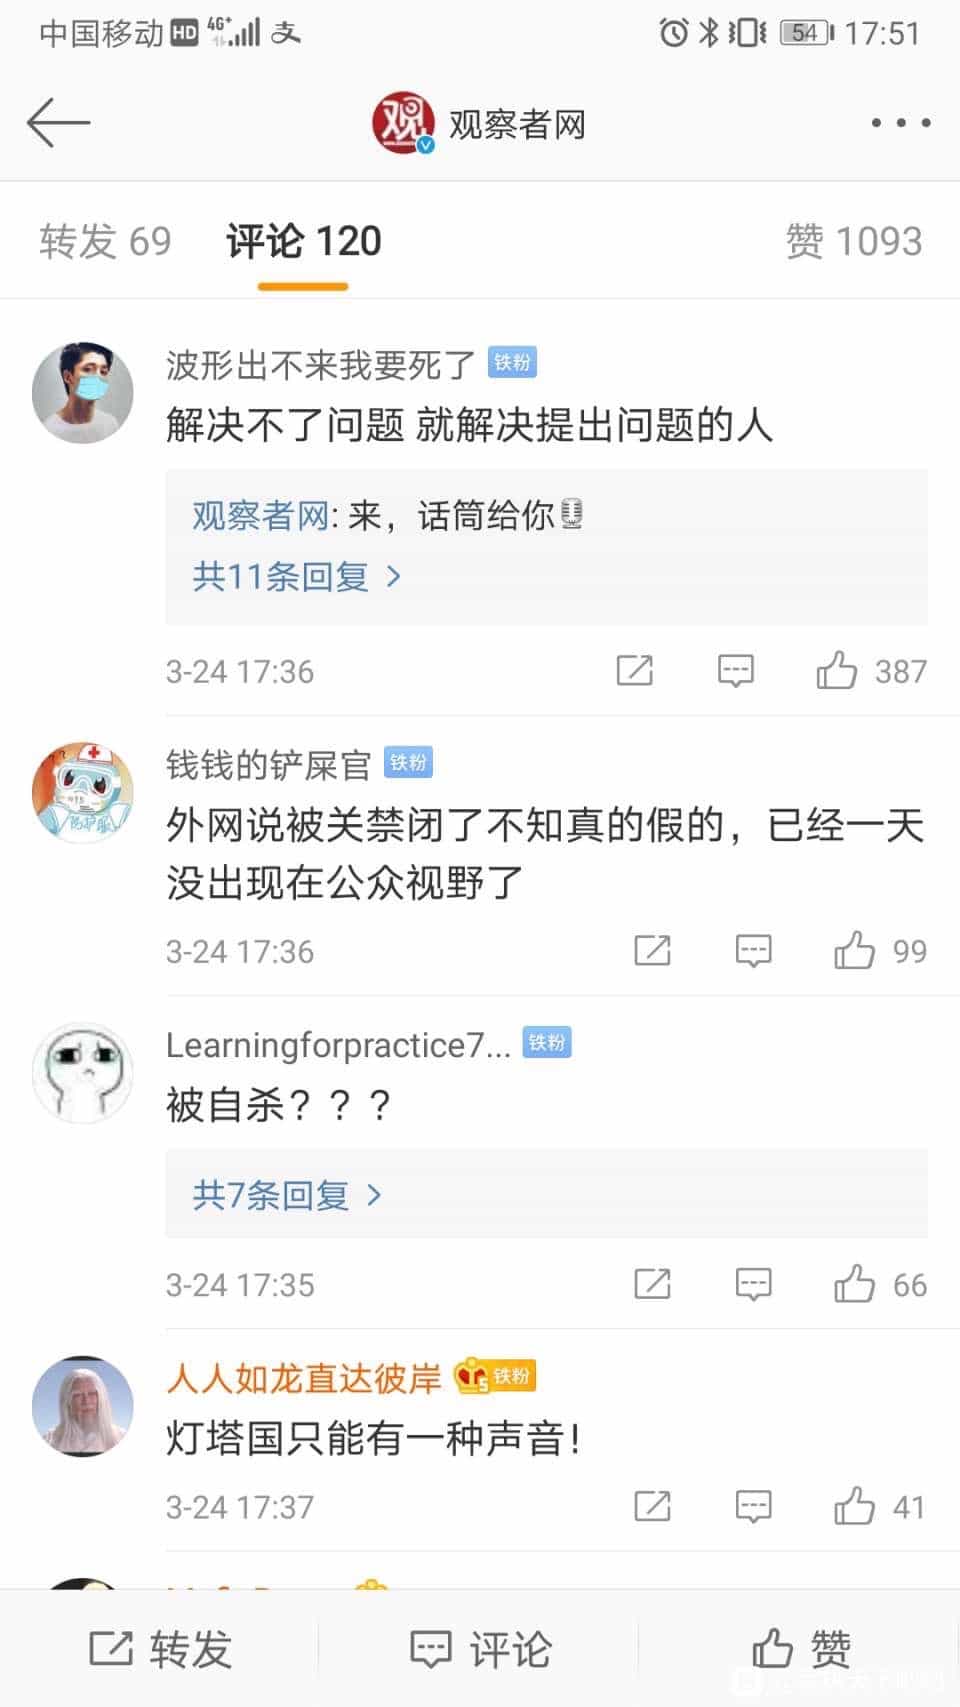 中国移动 HD 4G+ 支 54 17:51
观 观察者网
转发 69 评论 120 赞 1093
波形出不来我要死了 铁粉
解决不了问题 就解决提出问题的人
观察者网: 来，话筒给你
共11条回复 >
3-24 17:36 387
钱钱的铲屎官 铁粉
外网说被关禁闭了不知真的假的，已经一天
没出现在公众视野了
3-24 17:36 99
Learningforpractice7... 铁粉
被自杀？？？
共7条回复 >
3-24 17:35 66
人人如龙直达彼岸 5 铁粉
灯塔国只能有一种声音！
3-24 17:37 41
转发 评论 赞